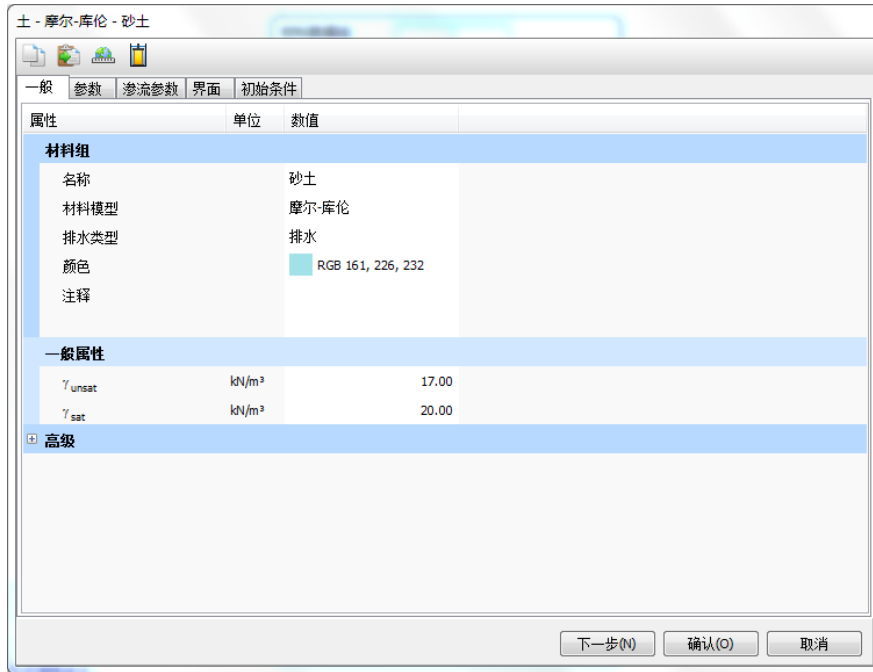 土 - 摩尔-库伦 - 砂土
一般 参数 渗流参数 界面 初始条件
属性 单位 数值
材料组
名称 砂土
材料模型 摩尔-库伦
排水类型 排水
颜色 RGB 161, 226, 232
注释
一般属性
γ unsat kN/m³ 17.00
γ sat kN/m³ 20.00
高级
下一步(N) 确认(O) 取消